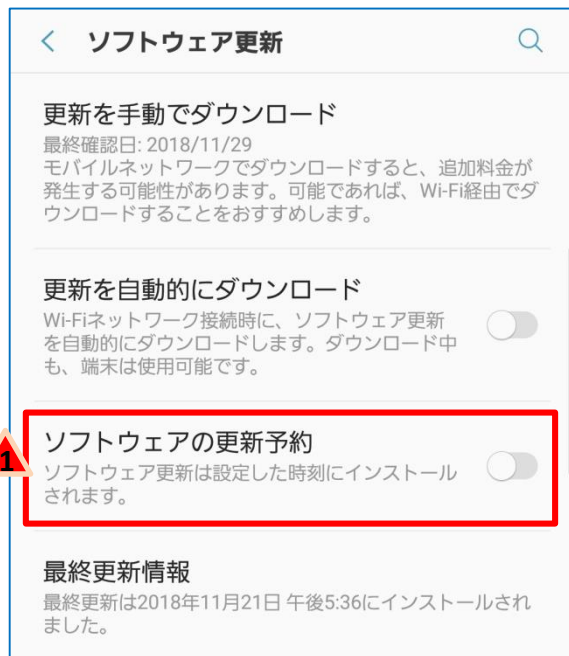 ソフトウェア更新
更新を手動でダウンロード
最終確認日: 2018/11/29
モバイルネットワークでダウンロードすると、追加料金が
発生する可能性があります。可能であれば、Wi-Fi経由でダ
ウンロードすることをおすすめします。
更新を自動的にダウンロード
Wi-Fiネットワーク接続時に、ソフトウェア更新
を自動的にダウンロードします。ダウンロード中
も、端末は使用可能です。
1
ソフトウェアの更新予約
ソフトウェア更新は設定した時刻にインストール
されます。
最終更新情報
最終更新は2018年11月21日 午後5:36にインストールされ
ました。